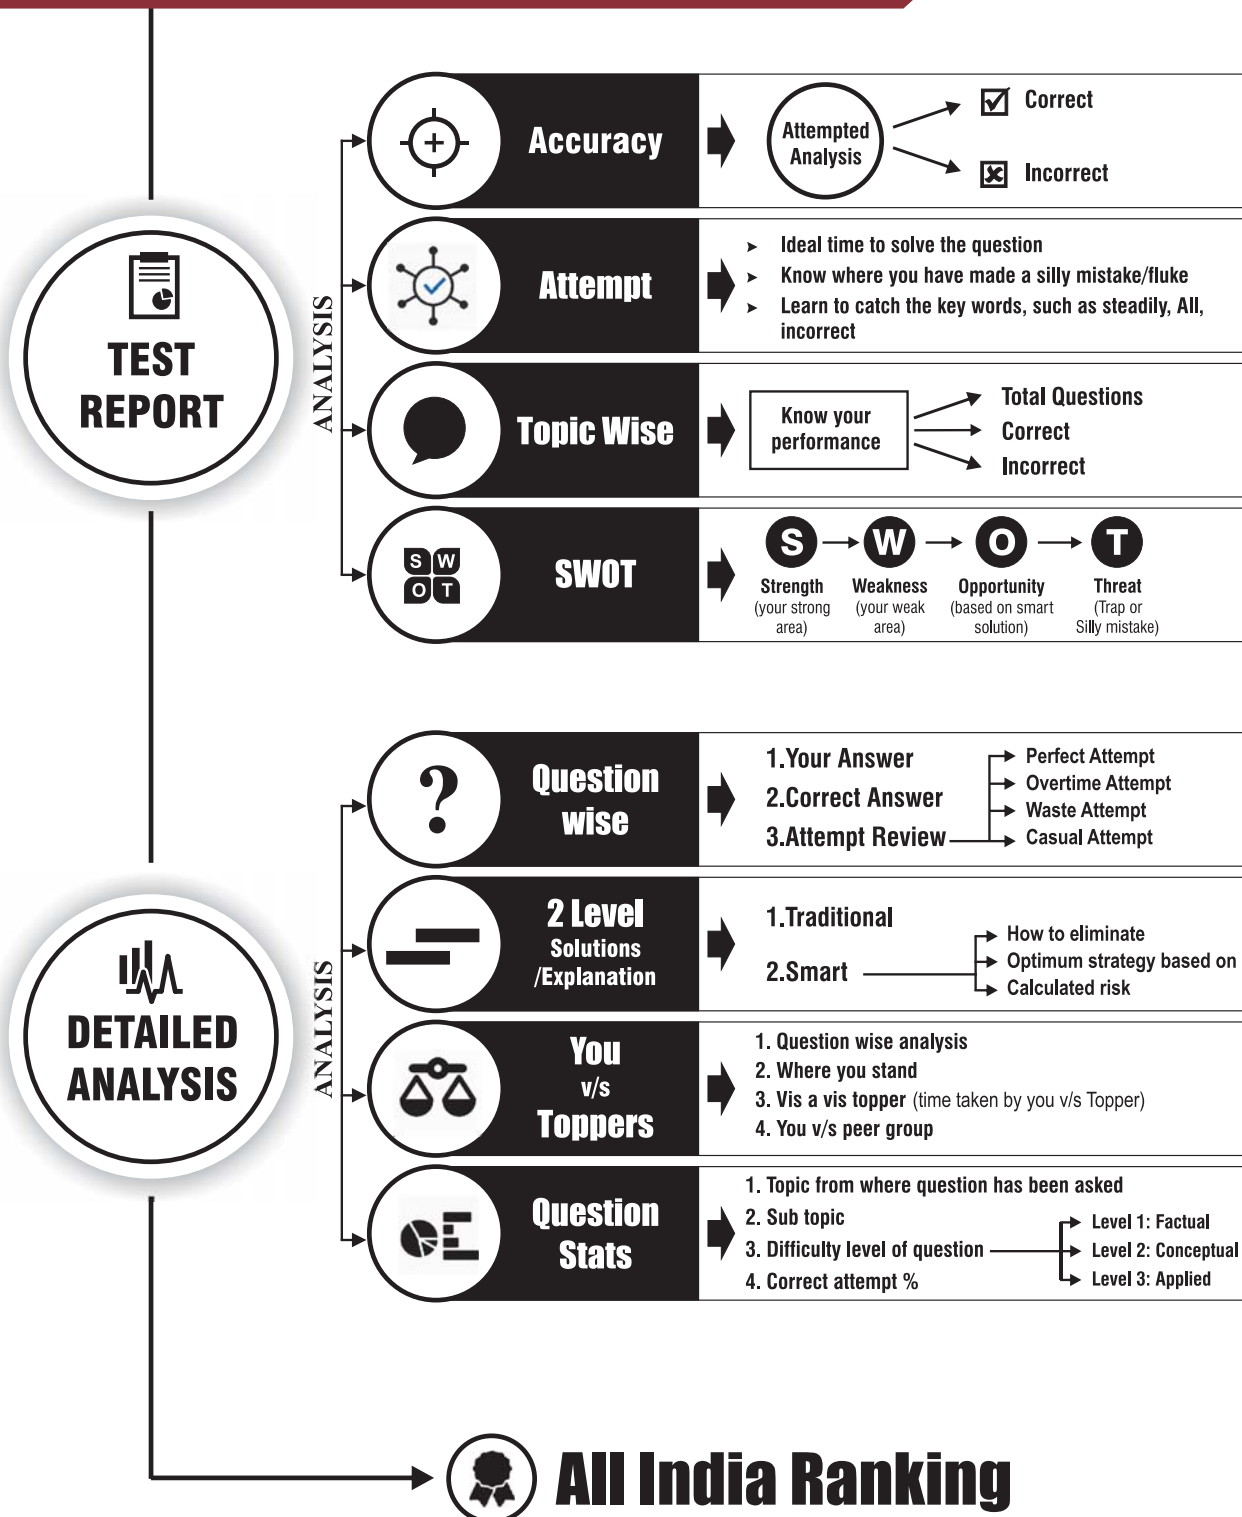 TEST
REPORT
ANALYSIS
Accuracy
Attempted
Analysis
Correct
Incorrect
Attempt
➤ Ideal time to solve the question
➤ Know where you have made a silly mistake/fluke
➤ Learn to catch the key words, such as steadily, All,
incorrect
Topic Wise
Know your
performance
Total Questions
Correct
Incorrect
S W
O T
SWOT
S W O T
Strength Weakness Opportunity Threat
(your strong (your weak (based on smart (Trap or
area) area) solution) Silly mistake)
DETAILED
ANALYSIS
ANALYSIS
?
Question
wise
1.Your Answer
2.Correct Answer
3.Attempt Review
Perfect Attempt
Overtime Attempt
Waste Attempt
Casual Attempt
2 Level
Solutions
/Explanation
1.Traditional
2.Smart
How to eliminate
Optimum strategy based on
Calculated risk
You
v/s
Toppers
1. Question wise analysis
2. Where you stand
3. Vis a vis topper (time taken by you v/s Topper)
4. You v/s peer group
Question
Stats
1. Topic from where question has been asked
2. Sub topic
3. Difficulty level of question
4. Correct attempt %
Level 1: Factual
Level 2: Conceptual
Level 3: Applied
All India Ranking